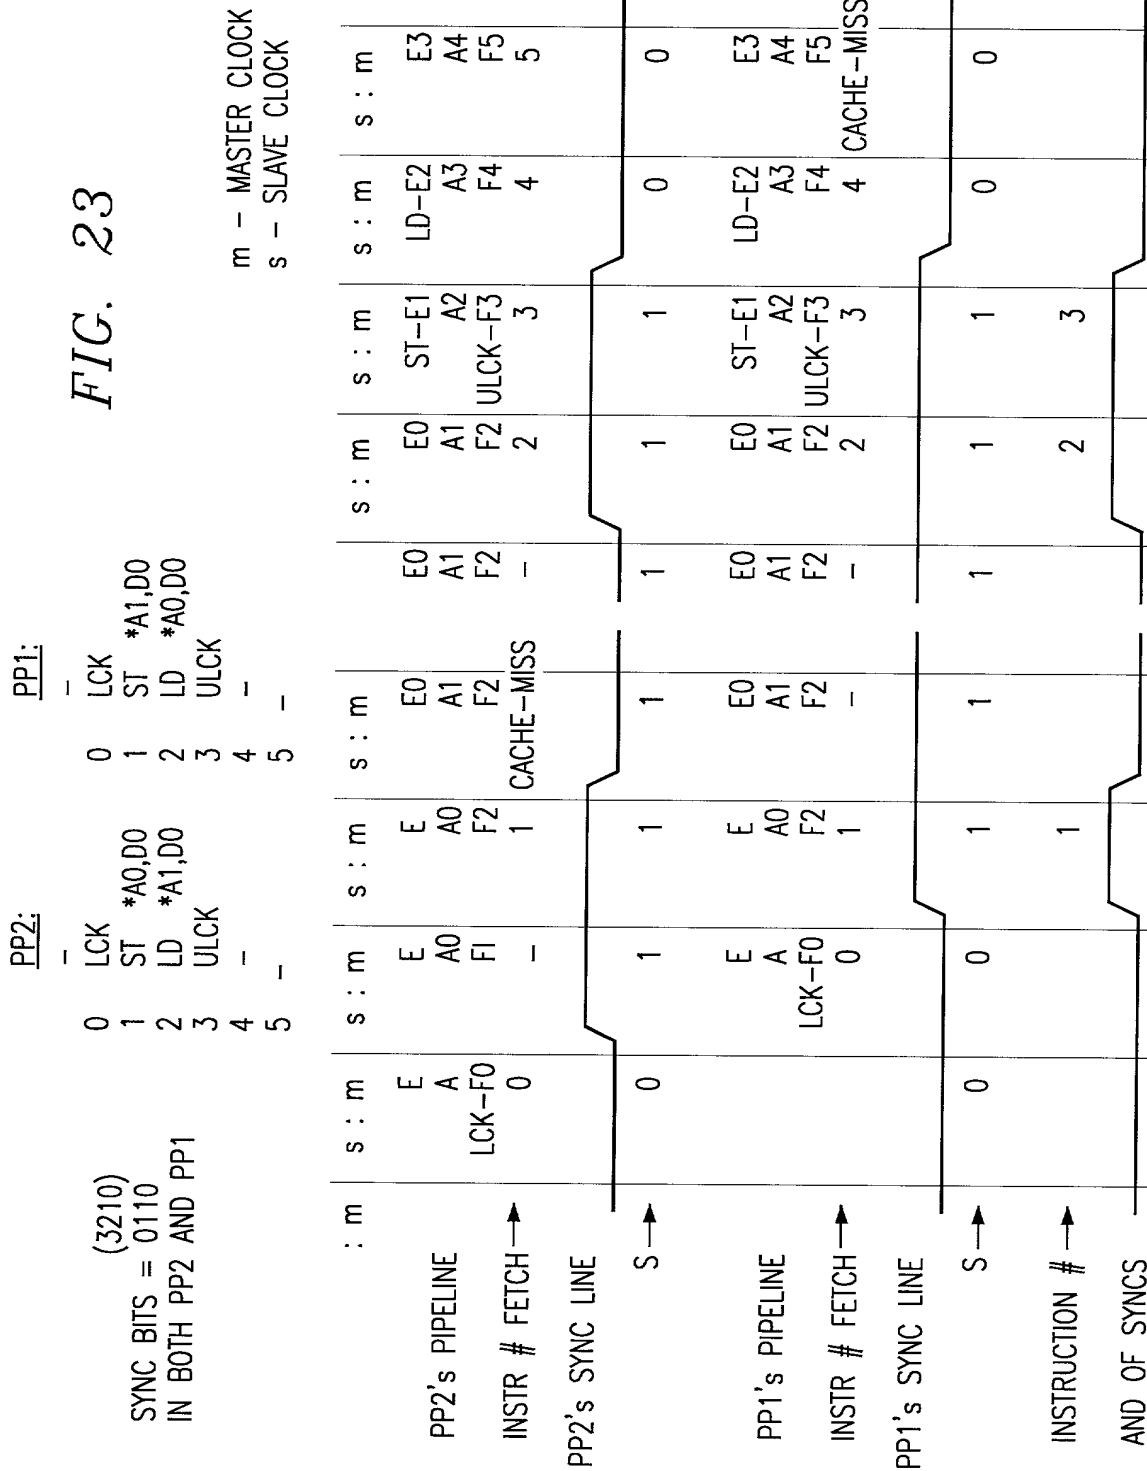 FIG. 23
m - MASTER CLOCK
s - SLAVE CLOCK
(3210)
SYNC BITS = 0110
IN BOTH PP2 AND PP1
PP2:
-
0 LCK
1 ST *A0,D0
2 LD *A1,D0
3 ULCK
4 -
5 -
PP1:
-
0 LCK
1 ST *A1,D0
2 LD *A0,D0
3 ULCK
4 -
5 -
: m s : m s : m s : m s : m s : m s : m s : m s : m
PP2's PIPELINE
E E E E0 E0 E0 ST-E1 LD-E2 E3
A A0 A0 A1 A1 A1 A2 A3 A4
LCK-F0 F1 F2 F2 F2 F2 ULCK-F3 F4 F5
INSTR # FETCH 0 - 1 CACHE-MISS - 2 3 4 5
PP2's SYNC LINE
S 0 1 1 1 1 1 1 0 0
PP1's PIPELINE
E E E0 E0 E0 ST-E1 LD-E2 E3
A A0 A1 A1 A1 A2 A3 A4
LCK-F0 F2 F2 F2 F2 ULCK-F3 F4 F5
INSTR # FETCH 0 1 - - 2 3 4 CACHE-MISS
PP1's SYNC LINE
S 0 0 1 1 1 1 1 0 0
INSTRUCTION # 1 2 3
AND OF SYNCS